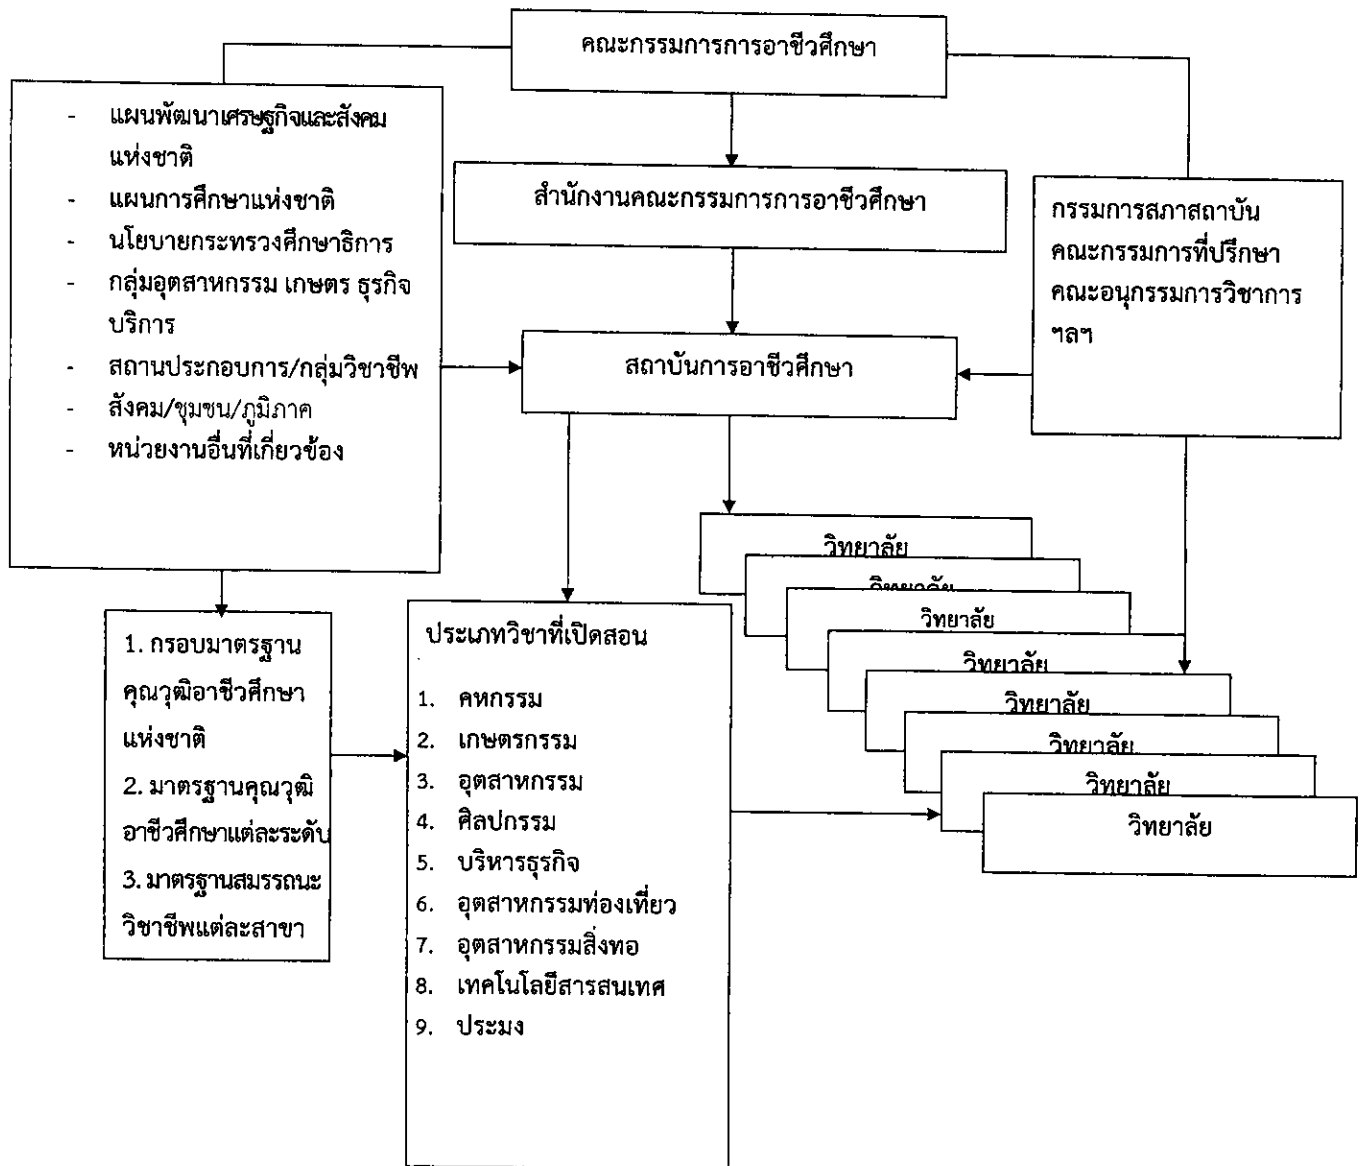 คณะกรรมการการอาชีวศึกษา
- แผนพัฒนาเศรษฐกิจและสังคม
แห่งชาติ
- แผนการศึกษาแห่งชาติ
- นโยบายกระทรวงศึกษาธิการ
- กลุ่มอุตสาหกรรม เกษตร ธุรกิจ
บริการ
- สถานประกอบการ/กลุ่มวิชาชีพ
- สังคม/ชุมชน/ภูมิภาค
- หน่วยงานอื่นที่เกี่ยวข้อง
สำนักงานคณะกรรมการการอาชีวศึกษา
กรรมการสภาสถาบัน
คณะกรรมการที่ปรึกษา
คณะอนุกรรมการวิชาการ
ฯลฯ
สถาบันการอาชีวศึกษา
วิทยาลัย
วิทยาลัย
วิทยาลัย
วิทยาลัย
วิทยาลัย
วิทยาลัย
วิทยาลัย
วิทยาลัย
1. กรอบมาตรฐาน
คุณวุฒิอาชีวศึกษา
แห่งชาติ
2. มาตรฐานคุณวุฒิ
อาชีวศึกษาแต่ละระดับ
3. มาตรฐานสมรรถนะ
วิชาชีพแต่ละสาขา
ประเภทวิชาที่เปิดสอน
1. คหกรรม
2. เกษตรกรรม
3. อุตสาหกรรม
4. ศิลปกรรม
5. บริหารธุรกิจ
6. อุตสาหกรรมท่องเที่ยว
7. อุตสาหกรรมสิ่งทอ
8. เทคโนโลยีสารสนเทศ
9. ประมง